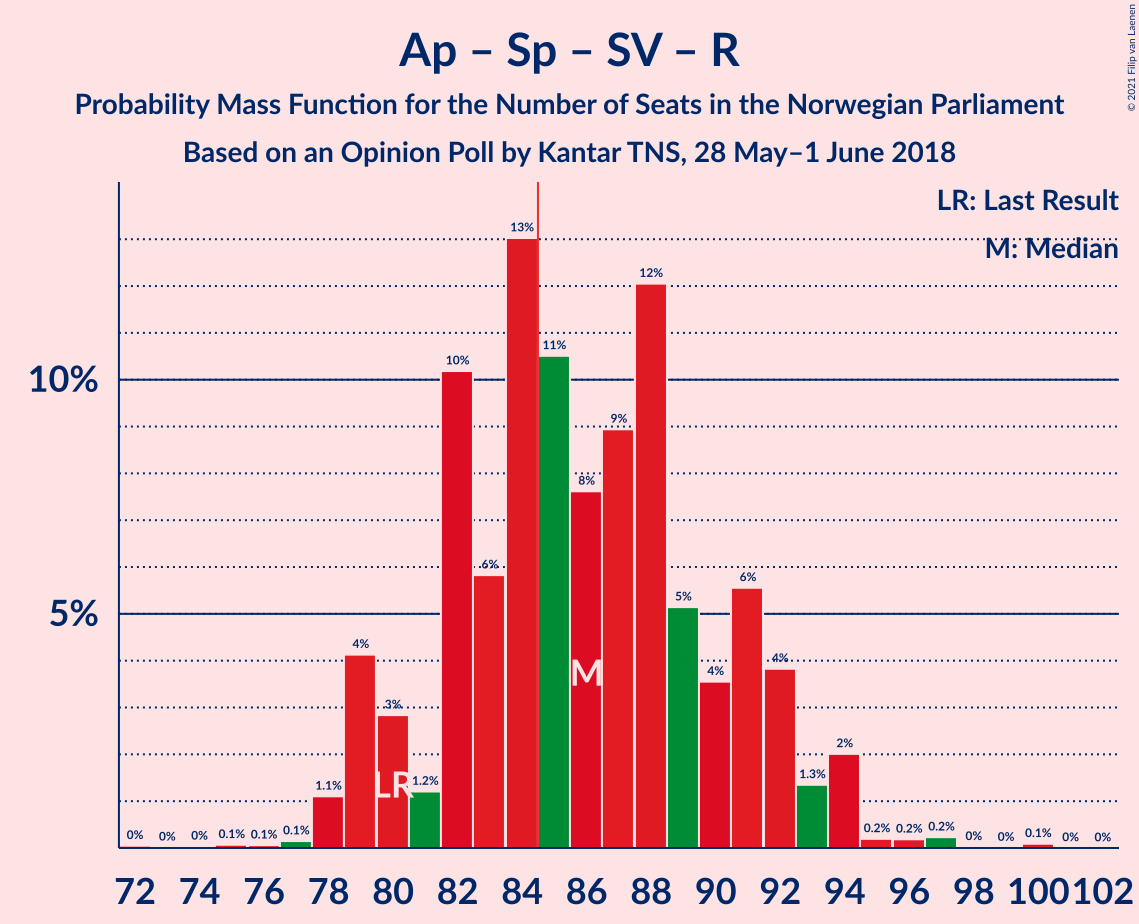 Ap – Sp – SV – R
Probability Mass Function for the Number of Seats in the Norwegian Parliament
Based on an Opinion Poll by Kantar TNS, 28 May–1 June 2018
© 2021 Filip van Laenen
LR: Last Result
M: Median
10%
5%
0% 0% 0% 0.1% 0.1% 0.1% 1.1% 4% 3% 1.2% 10% 6% 13% 11% 8% 9% 12% 5% 4% 6% 4% 1.3% 2% 0.2% 0.2% 0.2% 0% 0% 0.1% 0% 0%
LR
M
72 74 76 78 80 82 84 86 88 90 92 94 96 98 100 102